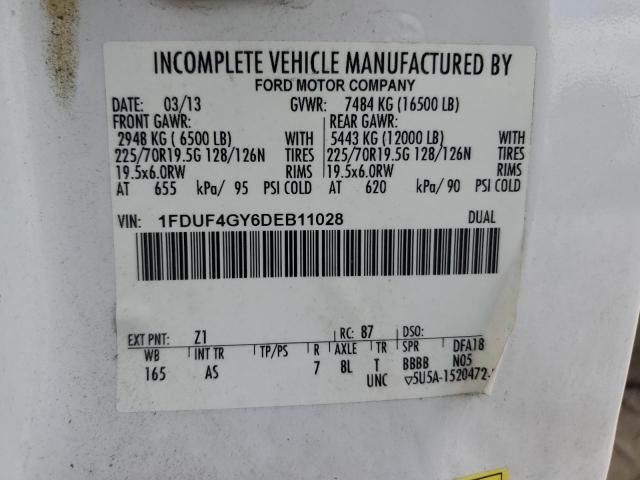 INCOMPLETE VEHICLE MANUFACTURED BY
FORD MOTOR COMPANY
DATE: 03/13 GVWR: 7484 KG (16500 LB)
FRONT GAWR: REAR GAWR:
2948 KG ( 6500 LB) WITH 5443 KG (12000 LB) WITH
225/70R19.5G 128/126N TIRES 225/70R19.5G 128/126N TIRES
19.5x6.0RW RIMS 19.5x6.0RW RIMS
AT 655 kPa/ 95 PSI COLD AT 620 kPa/ 90 PSI COLD
VIN: 1FDUF4GY6DEB11028 DUAL
EXT PNT: Z1 RC: 87 DSO:
WB INT TR TP/PS R AXLE TR SPR DFA18
165 AS 7 8L T BBBB N05
UNC ▽5U5A-1520472-